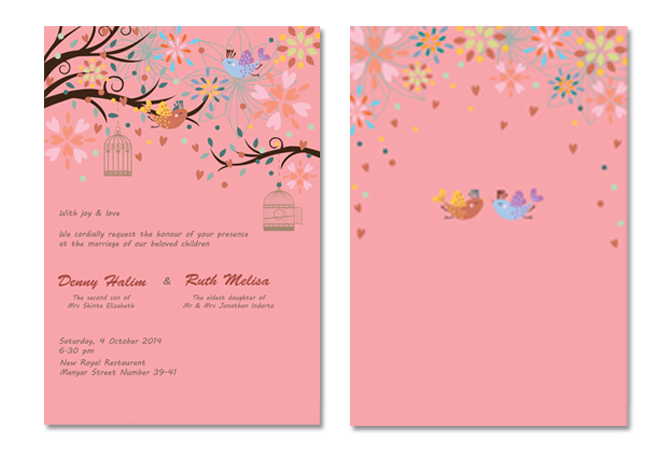 With joy & love
We cordially request the honour of your presence
at the marriage of our beloved children
Denny Halim & Ruth Melisa
The second son of
Mrs Shinta Elizabeth
The eldest daughter of
Mr & Mrs Jonathan Indarto
Saturday, 4 October 2014
6-30 pm
New Royal Restaurant
Manyar Street Number 39-41